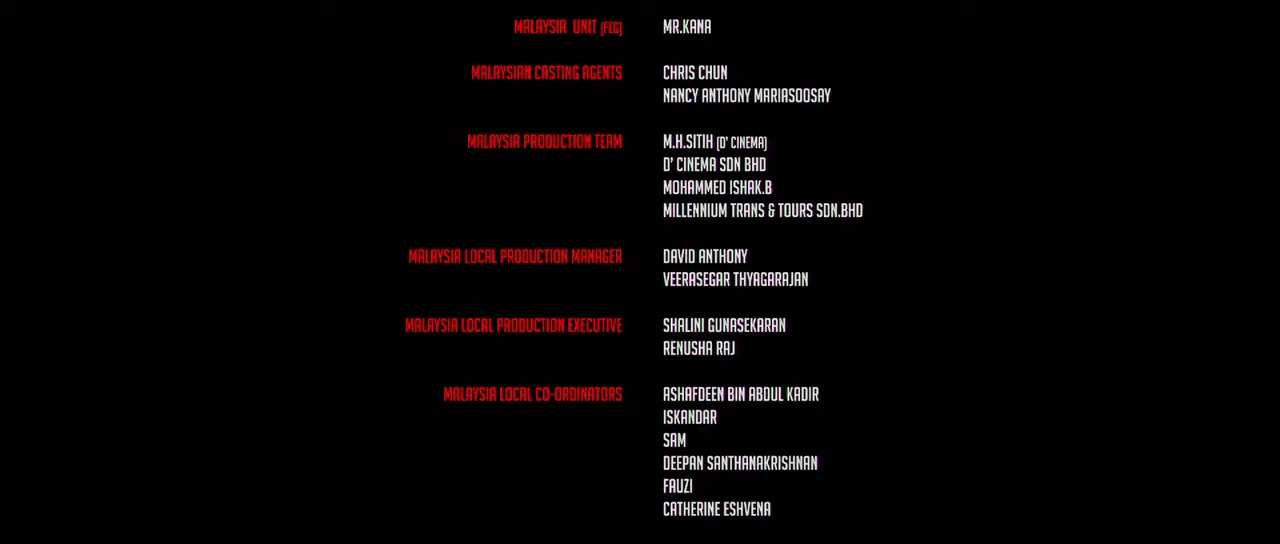 MALAYSIA UNIT (FEG) MR.KANA
MALAYSIAN CASTING AGENTS CHRIS CHUN
NANCY ANTHONY MARIASOOSAY
MALAYSIA PRODUCTION TEAM M.H.SITIH (D' CINEMA)
D' CINEMA SDN BHD
MOHAMMED ISHAK.B
MILLENNIUM TRANS & TOURS SDN.BHD
MALAYSIA LOCAL PRODUCTION MANAGER DAVID ANTHONY
VEERASEGAR THYAGARAJAN
MALAYSIA LOCAL PRODUCTION EXECUTIVE SHALINI GUNASEKARAN
RENUSHA RAJ
MALAYSIA LOCAL CO-ORDINATORS ASHAFDEEN BIN ABDUL KADIR
ISKANDAR
SAM
DEEPAN SANTHANAKRISHNAN
FAUZI
CATHERINE ESHVENA